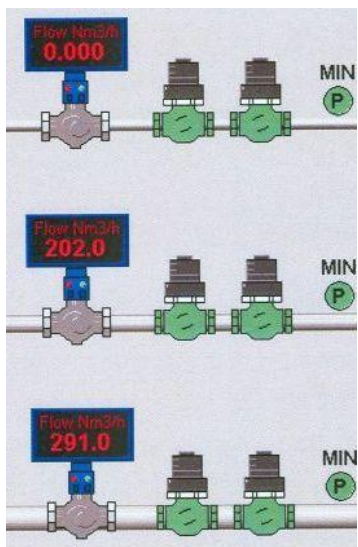 Flow Nm3/h
0.000
MIN
P
Flow Nm3/h
202.0
MIN
P
Flow Nm3/h
291.0
MIN
P